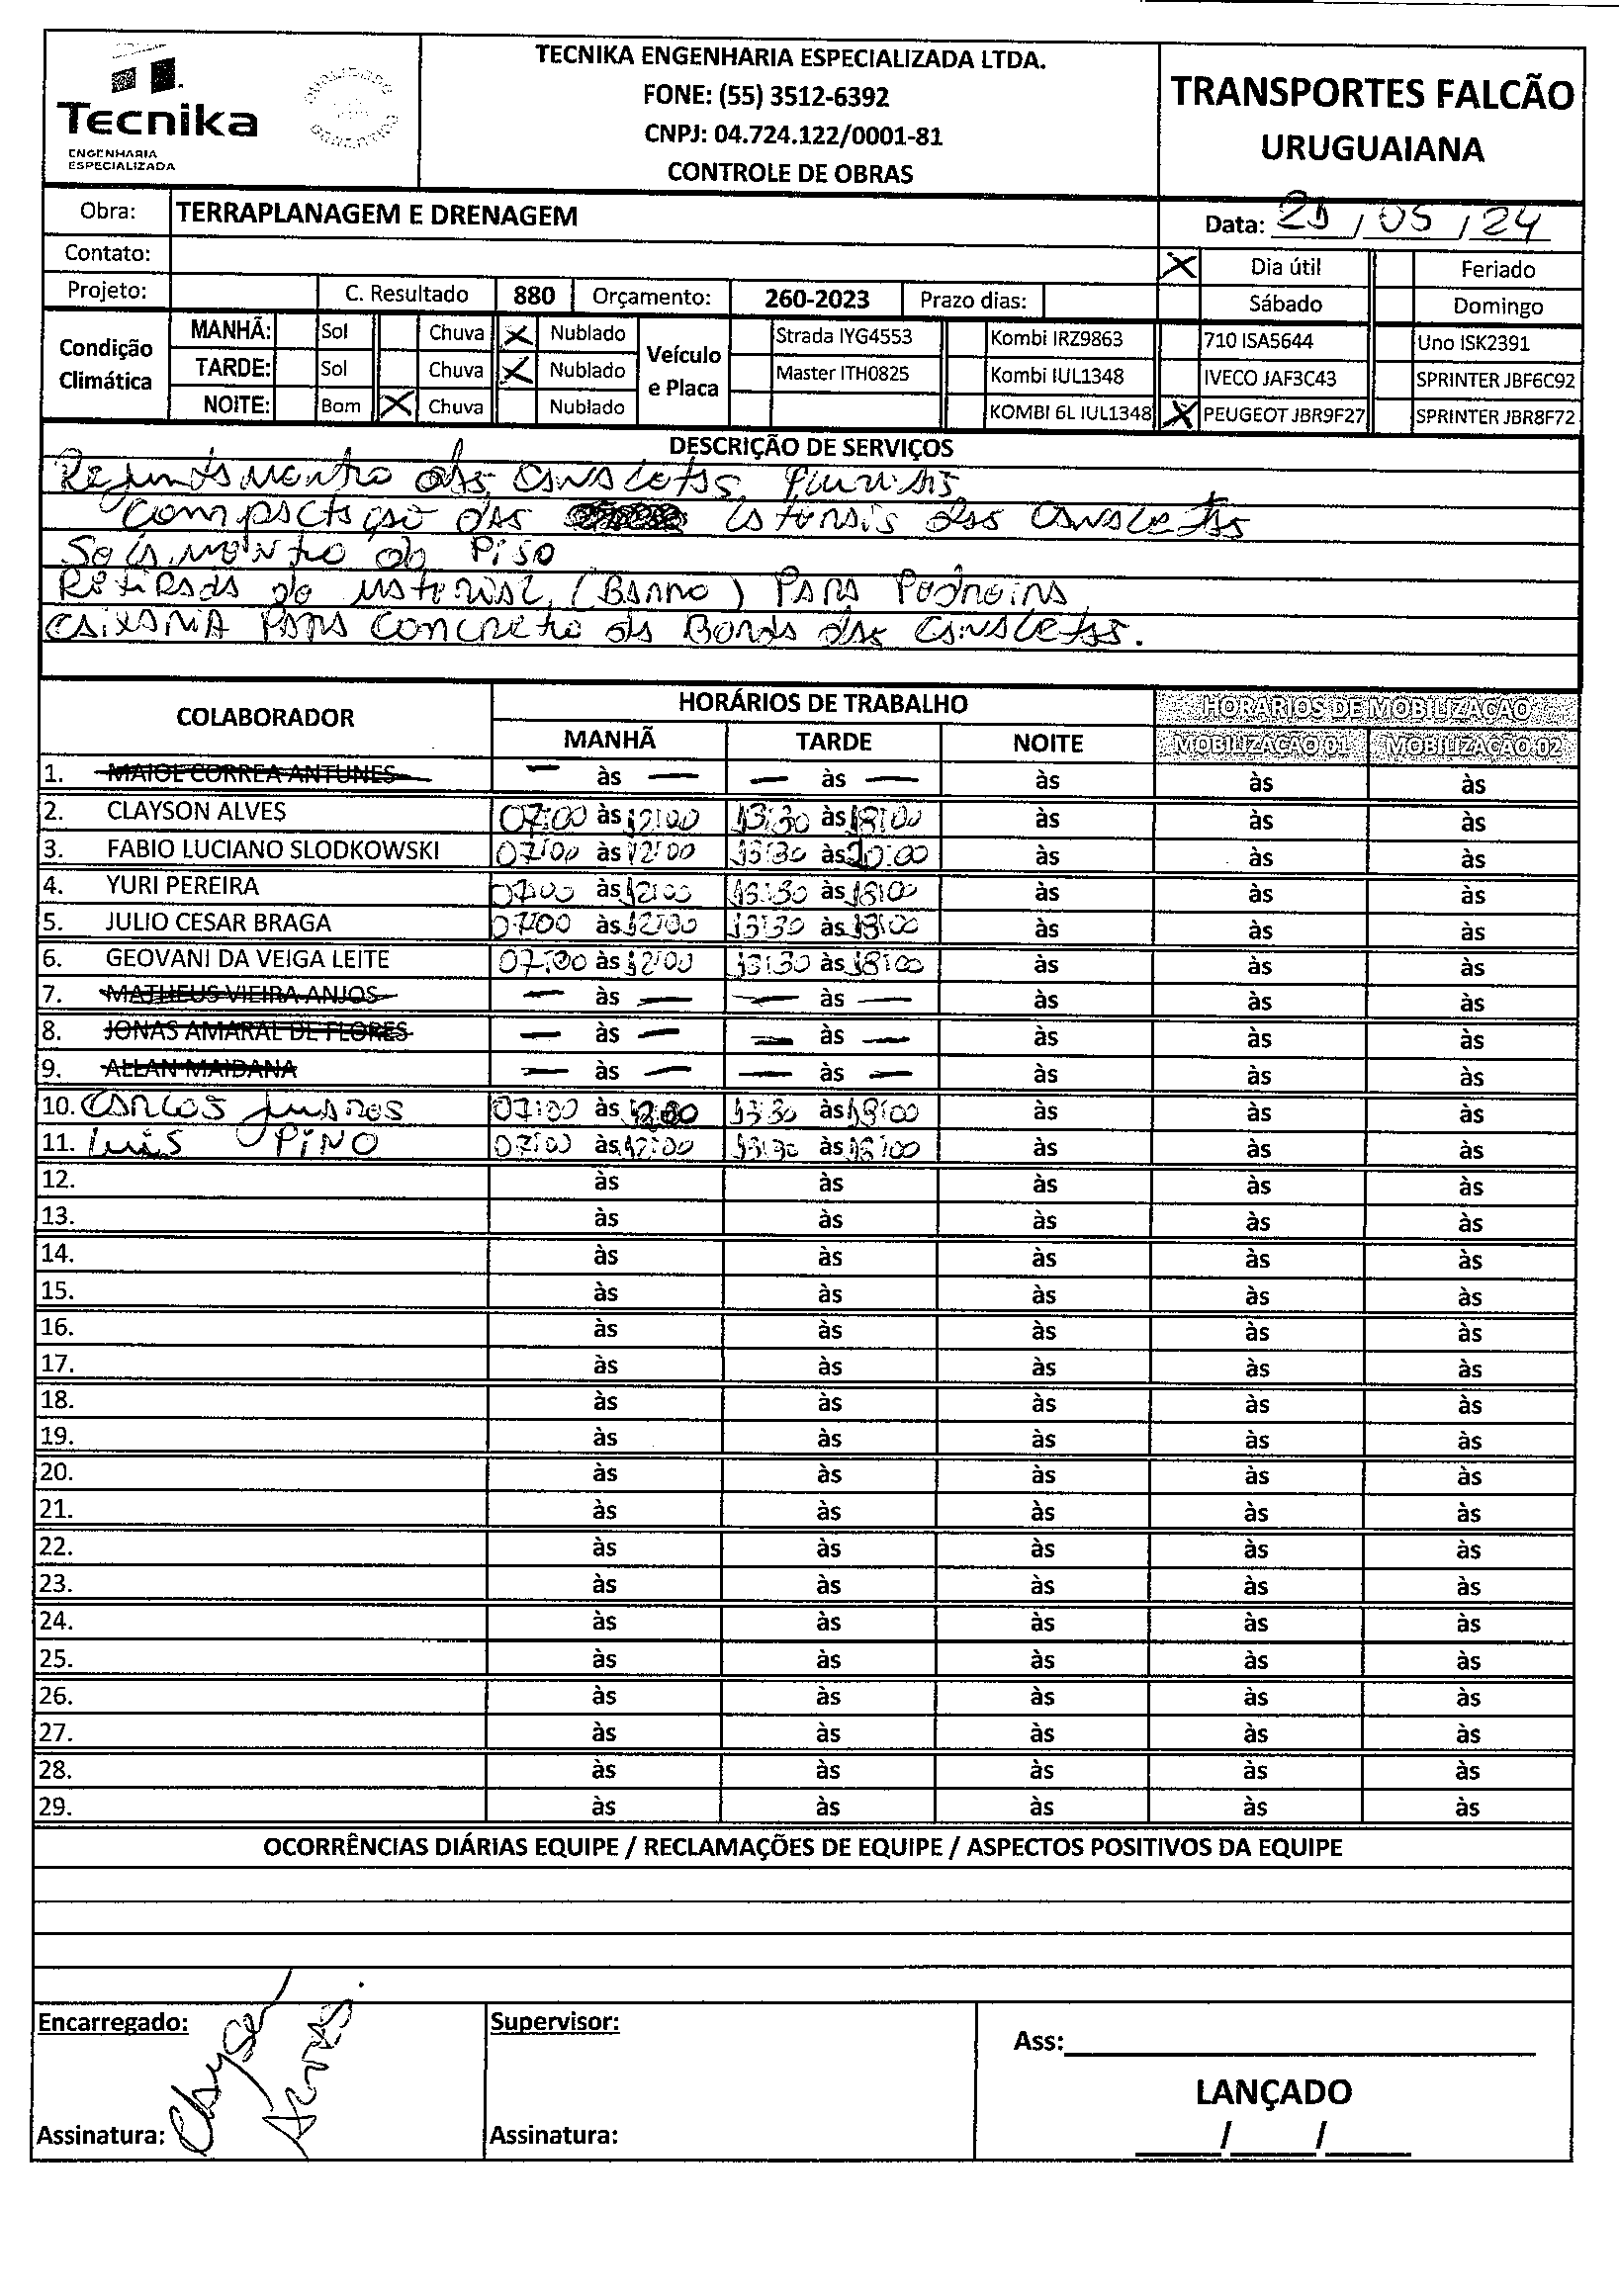 Tecnika
ENGENHARIA
ESPECIALIZADA
TECNIKA ENGENHARIA ESPECIALIZADA LTDA.
FONE: (55) 3512-6392
CNPJ: 04.724.122/0001-81
CONTROLE DE OBRAS
TRANSPORTES FALCÃO
URUGUAIANA
Obra: TERRAPLANAGEM E DRENAGEM
Data: /05/24
Contato:
X Dia útil Feriado
Projeto: C. Resultado 880 Orçamento: 260-2023 Prazo dias:
Sábado Domingo
Condição Climática
MANHÃ: Sol Chuva X Nublado
TARDE: Sol Chuva X Nublado
NOITE: Bom X Chuva Nublado
Veículo e Placa
Strada IYG4553 Kombi IRZ9863 710 ISA5644 Uno ISK2391
Master ITH0825 Kombi IUL1348 IVECO JAF3C43 SPRINTER JBF6C92
KOMBI 6L IUL1348 X PEUGEOT JBR9F27 SPRINTER JBR8F72
DESCRIÇÃO DE SERVIÇOS
Rejuntamento das canaletas pluviais
Compactação das laterais das canaletas
do Piso
Retirada de material (Barro) Para Pedreira
caixaria Para concreto da Borda das canaletas.
COLABORADOR HORÁRIOS DE TRABALHO HORÁRIOS DE MOBILIZAÇÃO
MANHÃ TARDE NOITE MOBILIZAÇÃO 01 MOBILIZAÇÃO 02
1. MAIOL CORREA ANTUNES — às — — às — às às às
2. CLAYSON ALVES 07:00 às 12:00 13:30 às 18:00 às às às
3. FABIO LUCIANO SLODKOWSKI 07:00 às 12:00 13:30 às 20:00 às às às
4. YURI PEREIRA 07:00 às 12:00 13:30 às 18:00 às às às
5. JULIO CESAR BRAGA 07:00 às 12:00 13:30 às 18:00 às às às
6. GEOVANI DA VEIGA LEITE 07:00 às 12:00 13:30 às 18:00 às às às
7. MATHEUS VIEIRA ANJOS — às — — às — às às às
8. JONAS AMARAL DE FLORES — às — — às — às às às
9. ALLAN MAIDANA — às — — às — às às às
10. Carlos Juares 07:00 às 12:00 13:30 às 18:00 às às às
11. Luis Pino 07:00 às 12:00 13:30 às 18:00 às às às
12. às às às às às
13. às às às às às
14. às às às às às
15. às às às às às
16. às às às às às
17. às às às às às
18. às às às às às
19. às às às às às
20. às às às às às
21. às às às às às
22. às às às às às
23. às às às às às
24. às às às às às
25. às às às às às
26. às às às às às
27. às às às às às
28. às às às às às
29. às às às às às
OCORRÊNCIAS DIÁRIAS EQUIPE / RECLAMAÇÕES DE EQUIPE / ASPECTOS POSITIVOS DA EQUIPE
Encarregado: Supervisor: Ass:
Clayson Alves
LANÇADO
Assinatura: Assinatura: / /